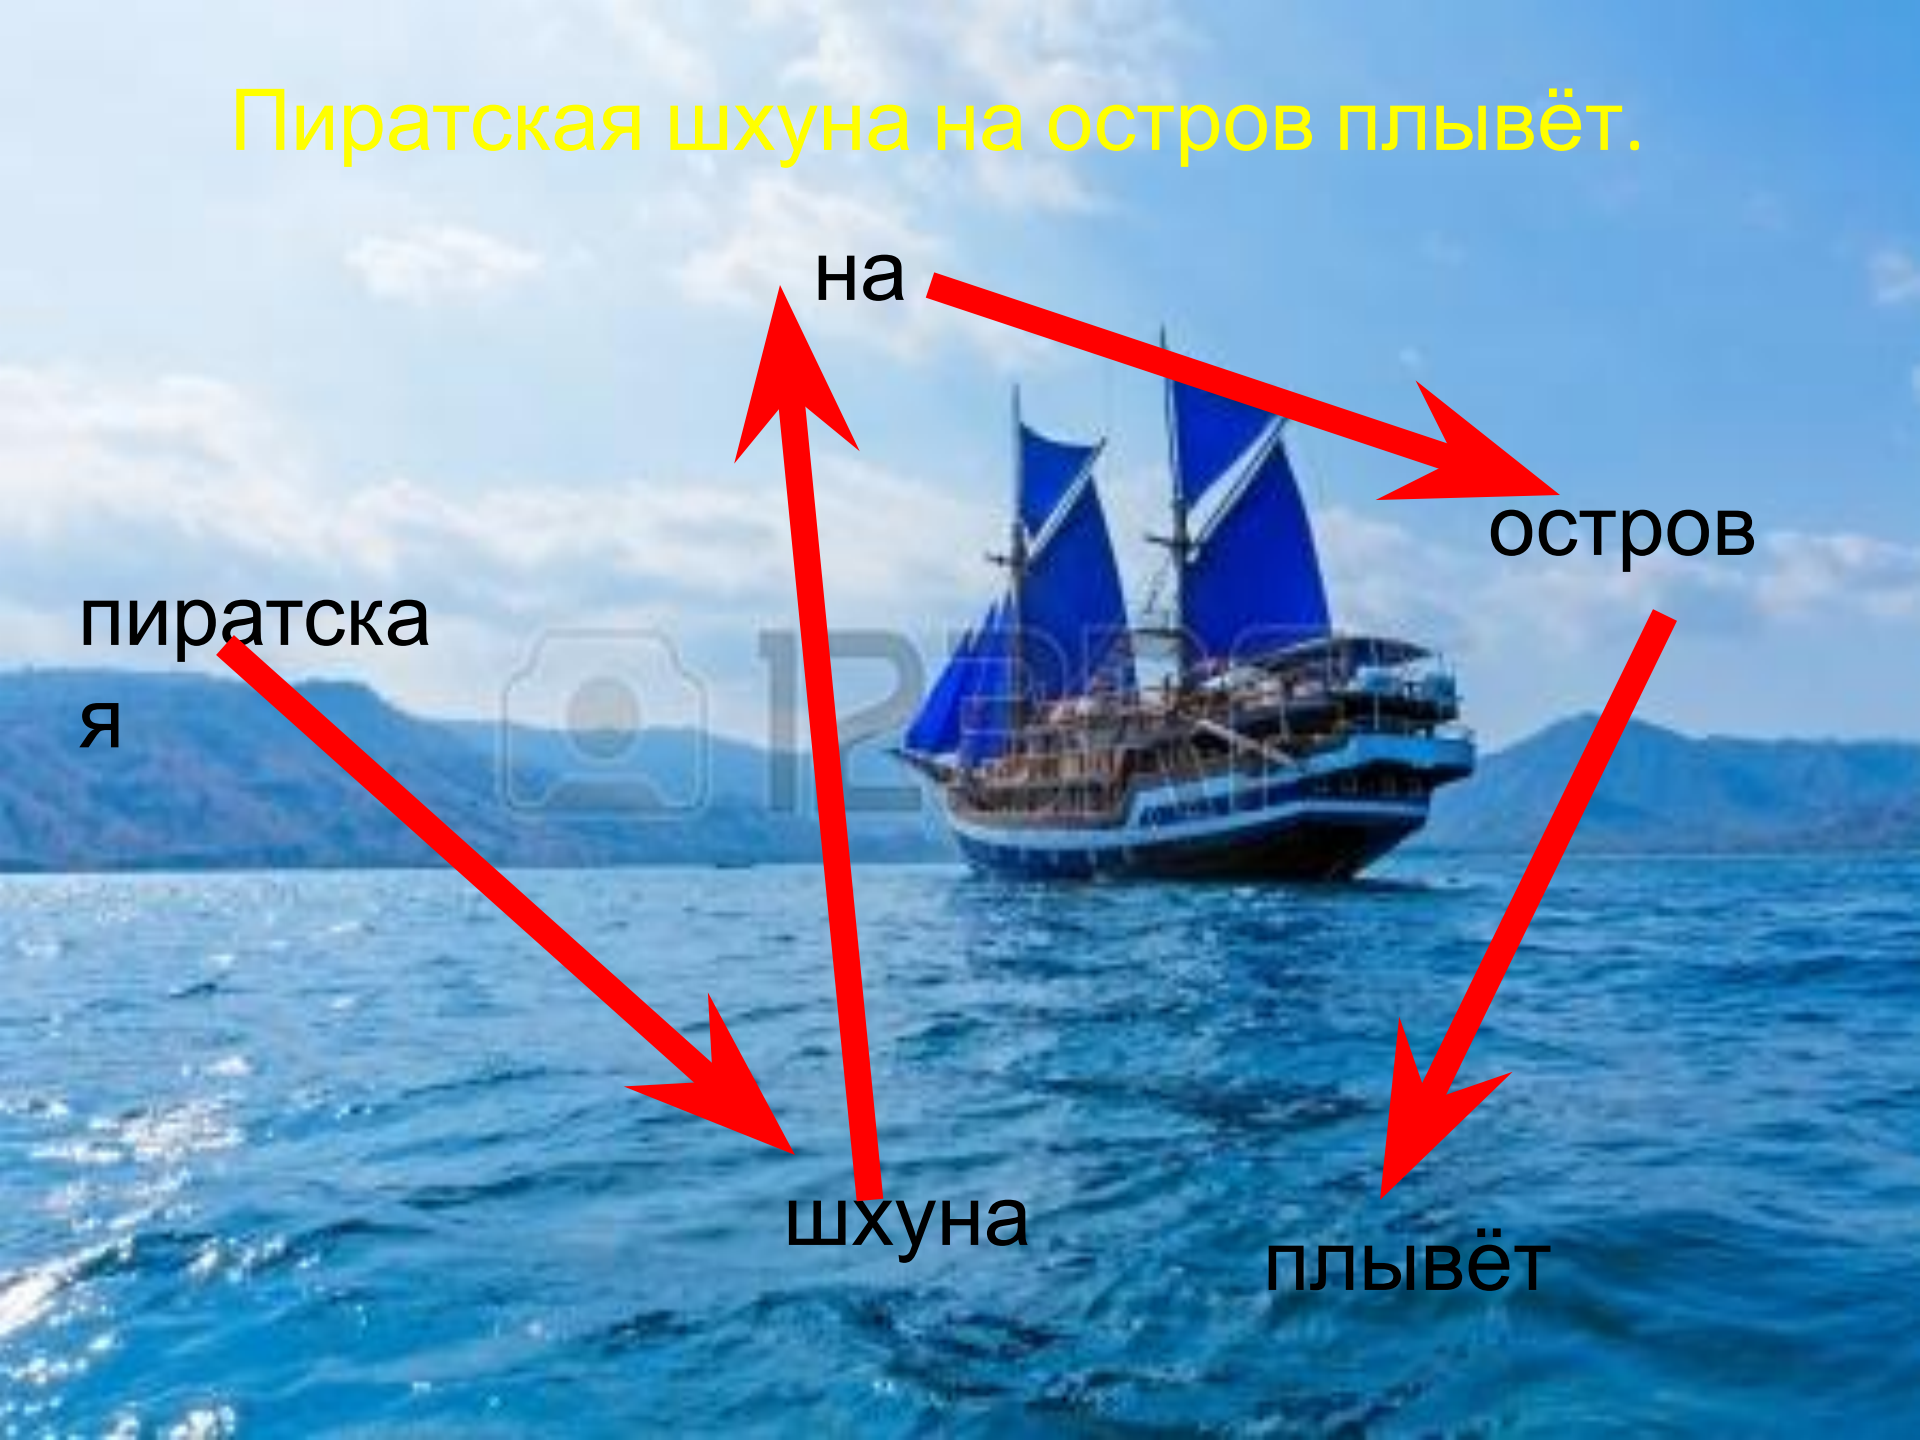 Пиратская шхуна на остров плывёт.
на
остров
пиратска
я
шхуна
плывёт